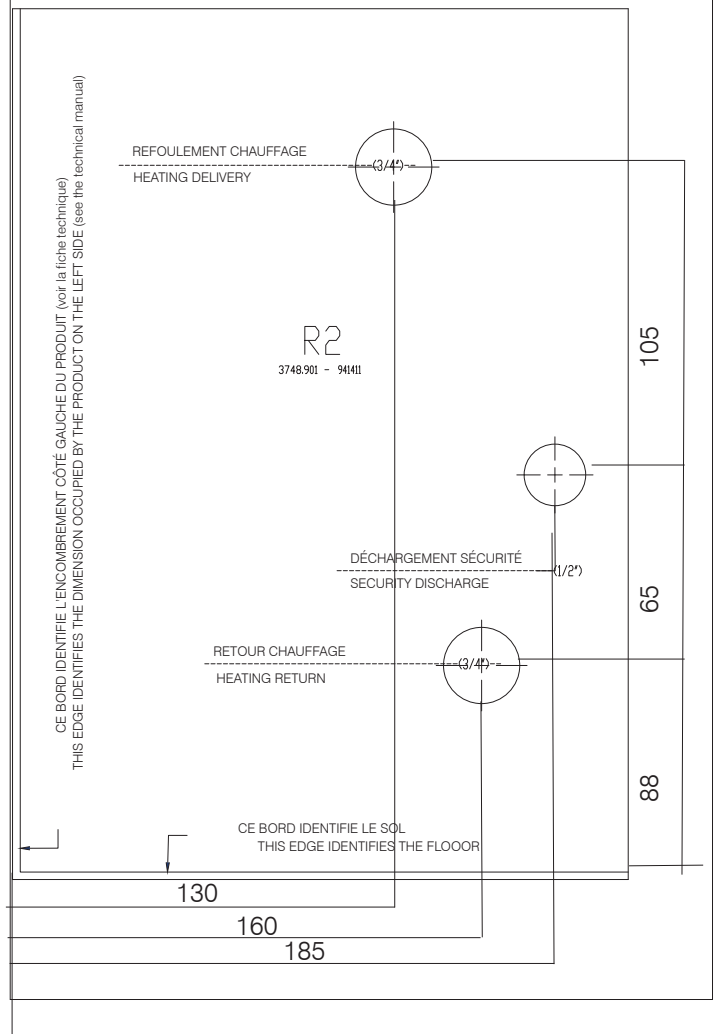 CE BORD IDENTIFIE L'ENCOMBREMENT CÔTÉ GAUCHE DU PRODUIT (voir la fiche technique)
THIS EDGE IDENTIFIES THE DIMENSION OCCUPIED BY THE PRODUCT ON THE LEFT SIDE (see the technical manual)
REFOULEMENT CHAUFFAGE
(3/4")
HEATING DELIVERY
R2
3748.901 - 941411
105
DÉCHARGEMENT SÉCURITÉ
(1/2")
SECURITY DISCHARGE
65
RETOUR CHAUFFAGE
(3/4")
HEATING RETURN
88
CE BORD IDENTIFIE LE SOL
THIS EDGE IDENTIFIES THE FLOOOR
130
160
185